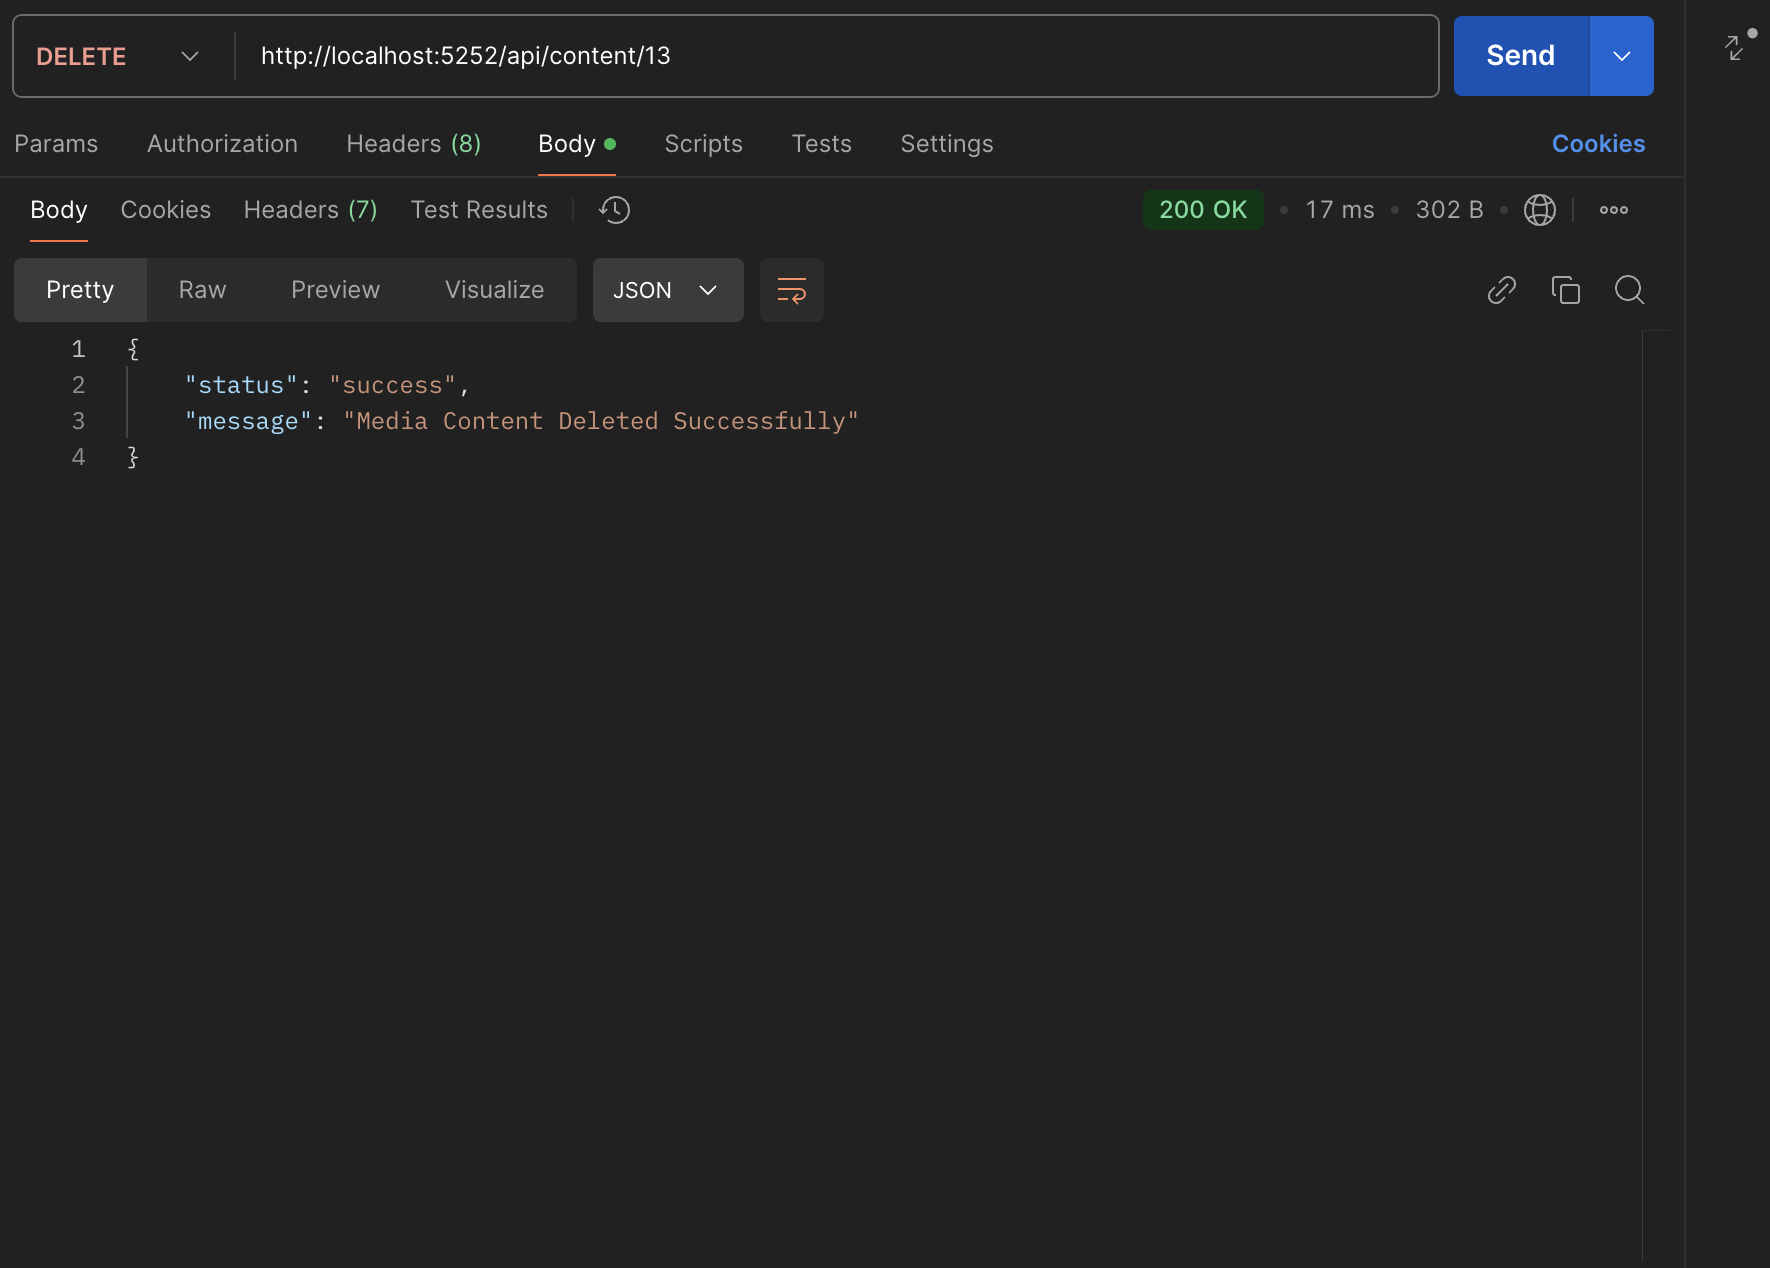 DELETE http://localhost:5252/api/content/13 Send
Params Authorization Headers (8) Body Scripts Tests Settings Cookies
Body Cookies Headers (7) Test Results 200 OK 17 ms 302 B
Pretty Raw Preview Visualize JSON
1 {
2 "status": "success",
3 "message": "Media Content Deleted Successfully"
4 }